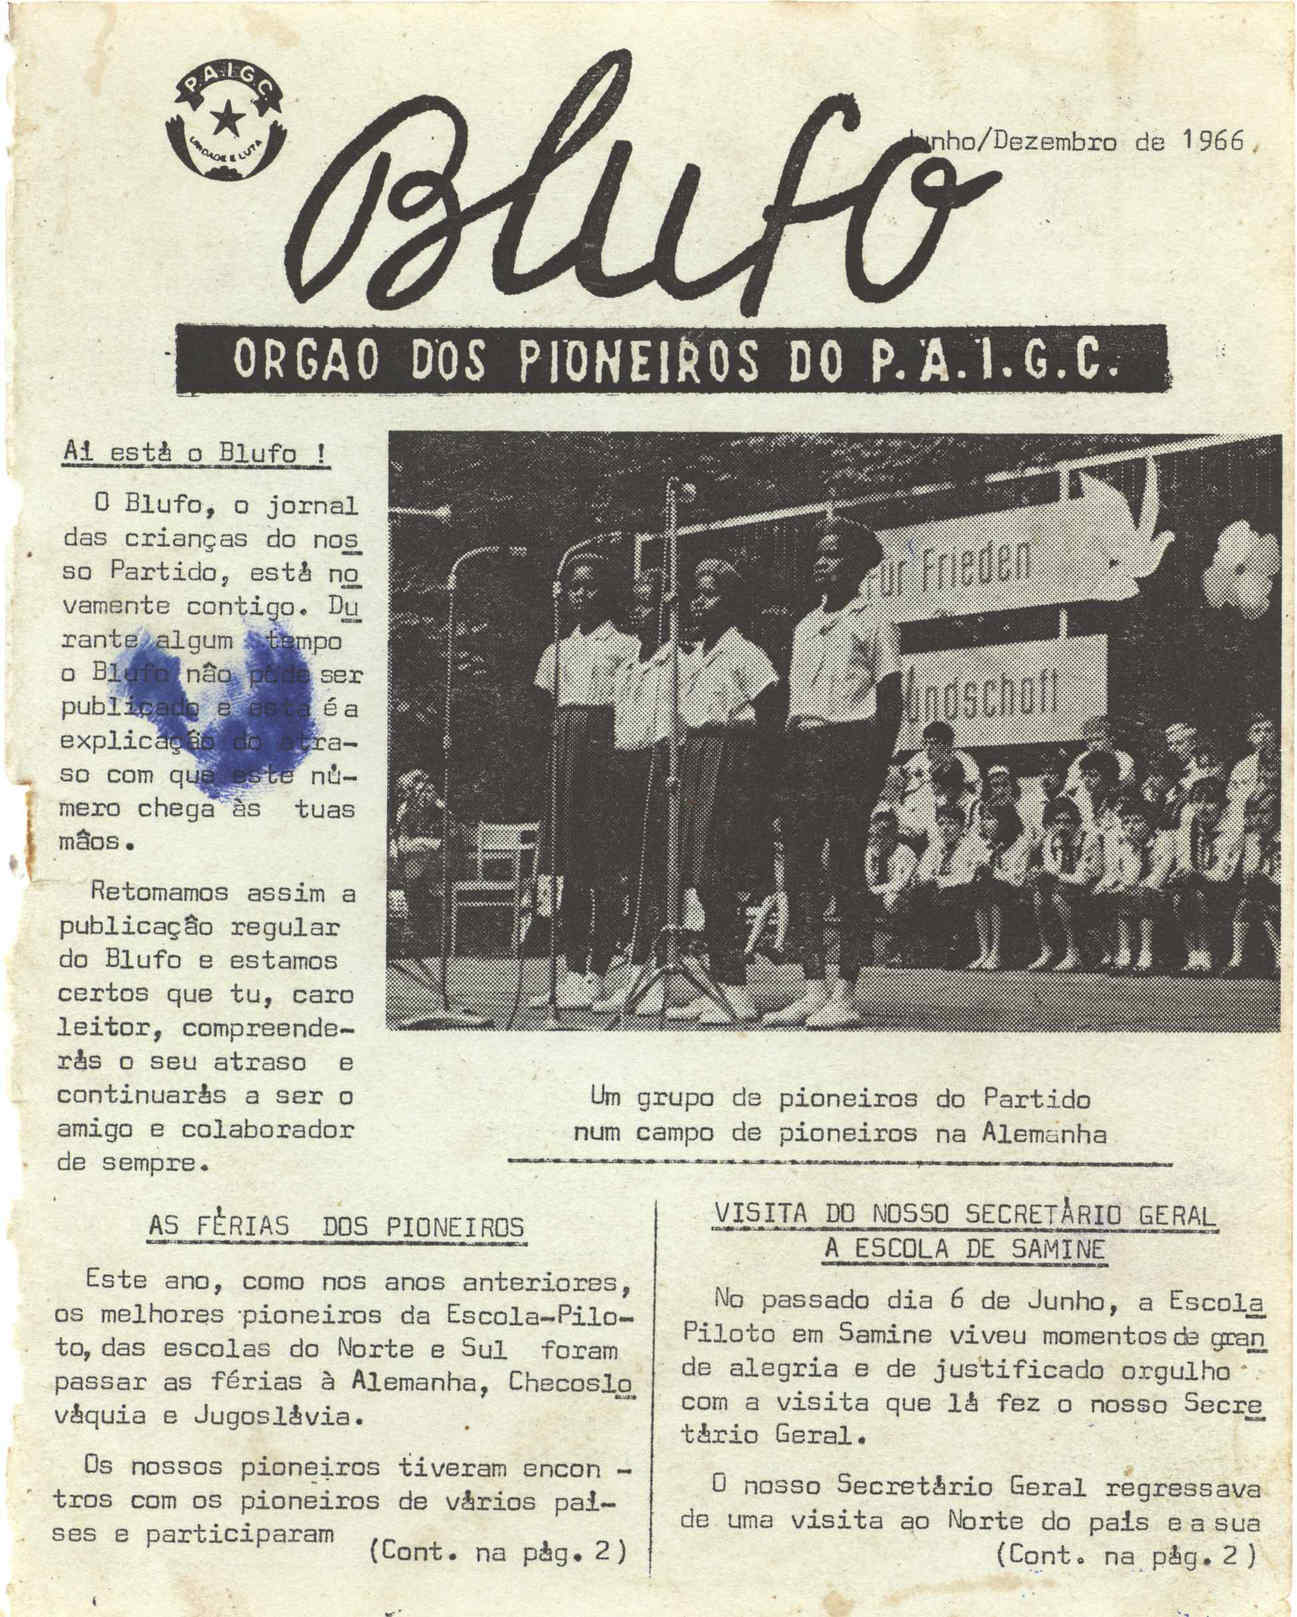 P.A.I.G.C
UNIDADE E LUTA
Blufo
Junho/Dezembro de 1966
ORGAO DOS PIONEIROS DO P.A.I.G.C.
Ai está o Blufo !
O Blufo, o jornal
das crianças do nos
so Partido, está no
vamente contigo. Du
rante algum tempo
o Blufo não pôde ser
publicado e esta é a
explicação do atra-
so com que este nú-
mero chega às tuas
mãos.
Retomamos assim a
publicação regular
do Blufo e estamos
certos que tu, caro
leitor, compreende-
rás o seu atraso e
continuarás a ser o
amigo e colaborador
de sempre.
Für Frieden
undschaft
Um grupo de pioneiros do Partido
num campo de pioneiros na Alemanha
AS FÉRIAS DOS PIONEIROS
Este ano, como nos anos anteriores,
os melhores pioneiros da Escola-Pilo-
to, das escolas do Norte e Sul foram
passar as férias à Alemanha, Checoslo
váquia e Jugoslávia.
Os nossos pioneiros tiveram encon -
tros com os pioneiros de vários paí-
ses e participaram
(Cont. na pág. 2)
VISITA DO NOSSO SECRETÁRIO GERAL
A ESCOLA DE SAMINE
No passado dia 6 de Junho, a Escola
Piloto em Samine viveu momentos de gran
de alegria e de justificado orgulho
com a visita que lá fez o nosso Secre
tário Geral.
O nosso Secretário Geral regressava
de uma visita ao Norte do país e a sua
(Cont. na pág. 2)